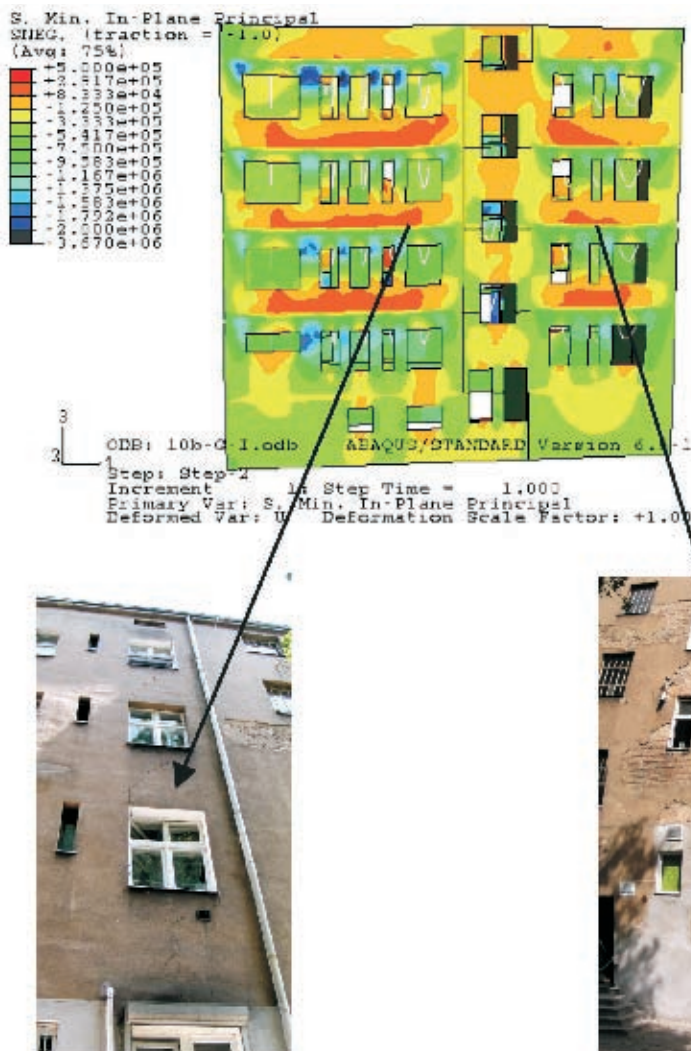 S. Min. In-Plane Principal
SNEG, (traction = -1.0)
(Avg: 75%)
+5.000e+05
+2.917e+05
+8.333e+04
-1.250e+05
-3.333e+05
-5.417e+05
-7.500e+05
-9.583e+05
-1.167e+06
-1.375e+06
-1.583e+06
-1.792e+06
-2.000e+06
-3.670e+06
3
3 1
ODB: 10b-G-I.odb ABAQUS/STANDARD Version
Step: Step-2
Increment 1: Step Time = 1.000
Primary Var: S, Min. In-Plane Principal
Deformed Var: U Deformation Scale Factor: